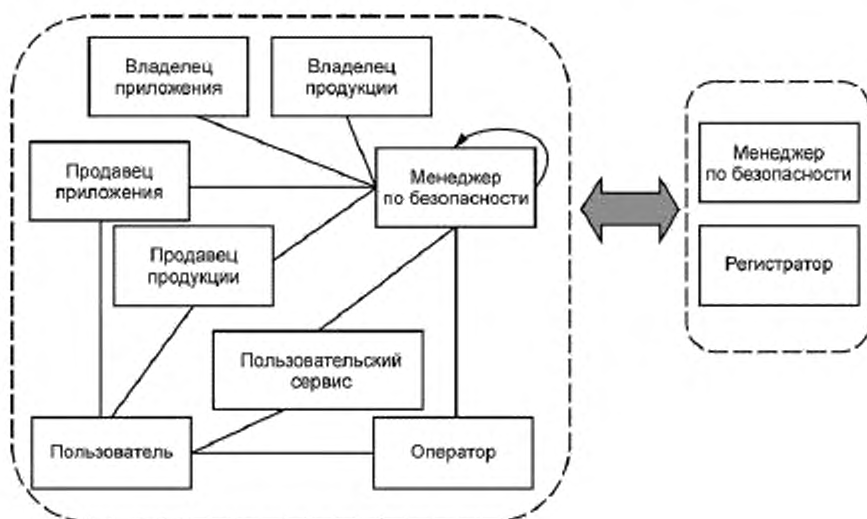 Владелец
приложения
Владелец
продукции
Продавец
приложения
Менеджер
по безопасности
Продавец
продукции
Пользовательский
сервис
Пользователь
Оператор
Менеджер
по безопасности
Регистратор